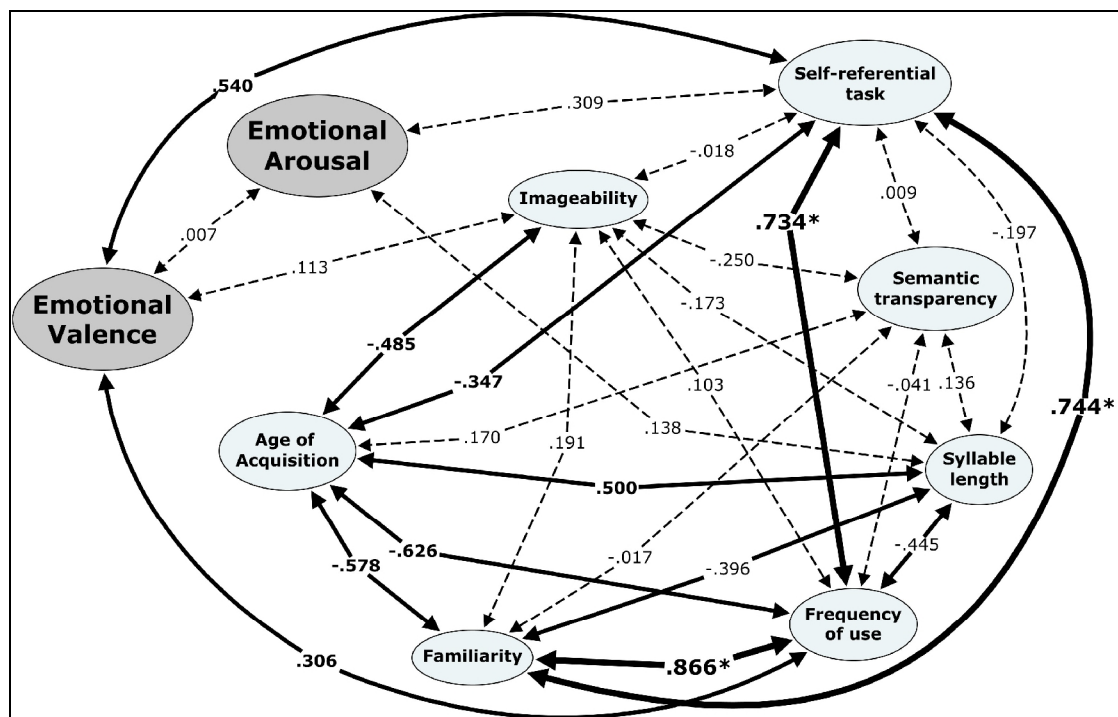 Self-referential
task
.540
.309
Emotional
Arousal
-.018
Imageability
.009
.734*
-.197
.007
.113
-.250
Semantic
transparency
Emotional
Valence
-.173
-.485
-.347
.103
-.041
.136
.744*
.170
.191
.138
Age of
Acquisition
Syllable
length
.500
-.626
-.578
-.017
-.396
-.445
Frequency
of use
Familiarity
.306
.866*